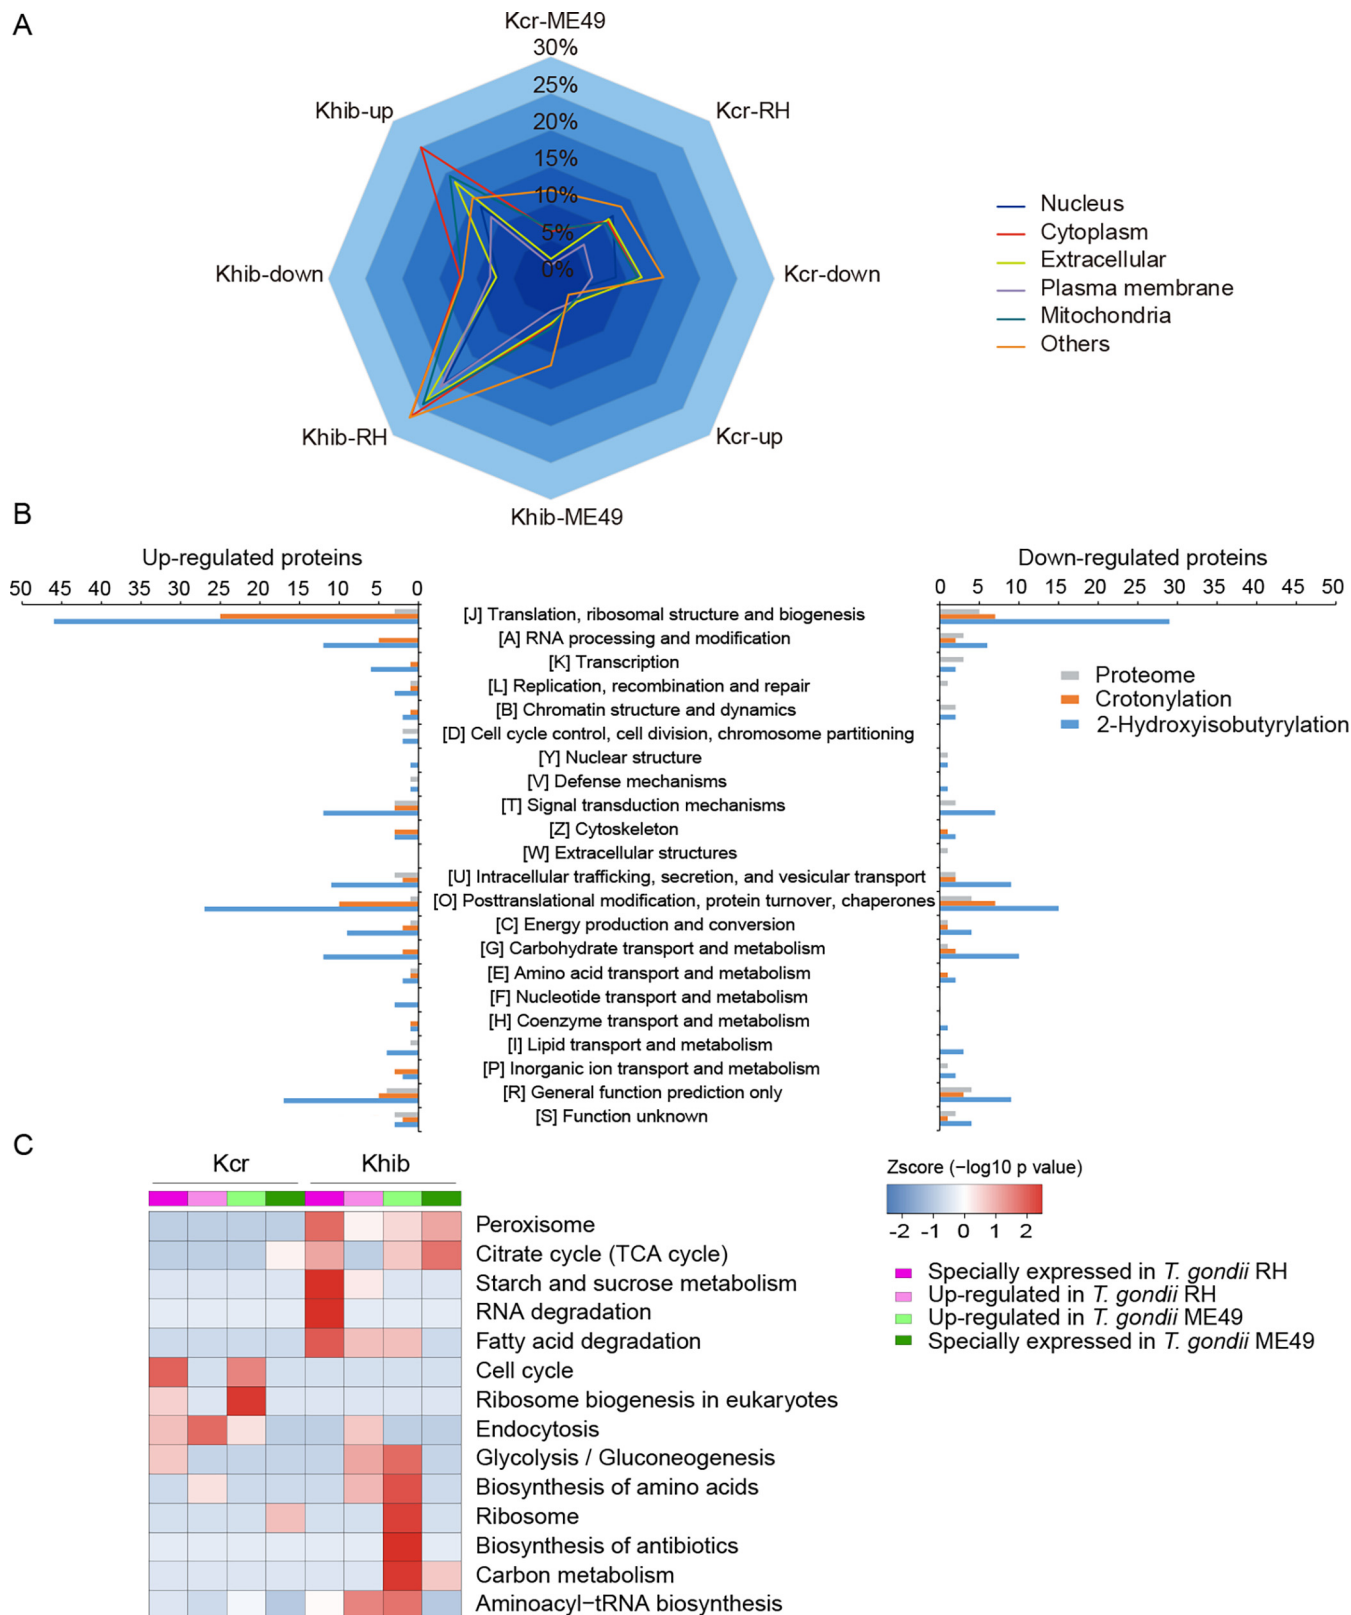 A
Kcr-ME49
30%
25%
20%
15%
10%
5%
0%
Khib-up
Kcr-RH
Khib-down
Kcr-down
Khib-RH
Kcr-up
Khib-ME49
Nucleus
Cytoplasm
Extracellular
Plasma membrane
Mitochondria
Others
B
Up-regulated proteins
Down-regulated proteins
50 45 40 35 30 25 20 15 10 5 0
0 5 10 15 20 25 30 35 40 45 50
[J] Translation, ribosomal structure and biogenesis
[A] RNA processing and modification
[K] Transcription
[L] Replication, recombination and repair
[B] Chromatin structure and dynamics
[D] Cell cycle control, cell division, chromosome partitioning
[Y] Nuclear structure
[V] Defense mechanisms
[T] Signal transduction mechanisms
[Z] Cytoskeleton
[W] Extracellular structures
[U] Intracellular trafficking, secretion, and vesicular transport
[O] Posttranslational modification, protein turnover, chaperones
[C] Energy production and conversion
[G] Carbohydrate transport and metabolism
[E] Amino acid transport and metabolism
[F] Nucleotide transport and metabolism
[H] Coenzyme transport and metabolism
[I] Lipid transport and metabolism
[P] Inorganic ion transport and metabolism
[R] General function prediction only
[S] Function unknown
Proteome
Crotonylation
2-Hydroxyisobutyrylation
C
Kcr Khib
Peroxisome
Citrate cycle (TCA cycle)
Starch and sucrose metabolism
RNA degradation
Fatty acid degradation
Cell cycle
Ribosome biogenesis in eukaryotes
Endocytosis
Glycolysis / Gluconeogenesis
Biosynthesis of amino acids
Ribosome
Biosynthesis of antibiotics
Carbon metabolism
Aminoacyl−tRNA biosynthesis
Zscore (−log10 p value)
-2 -1 0 1 2
Specially expressed in T. gondii RH
Up-regulated in T. gondii RH
Up-regulated in T. gondii ME49
Specially expressed in T. gondii ME49